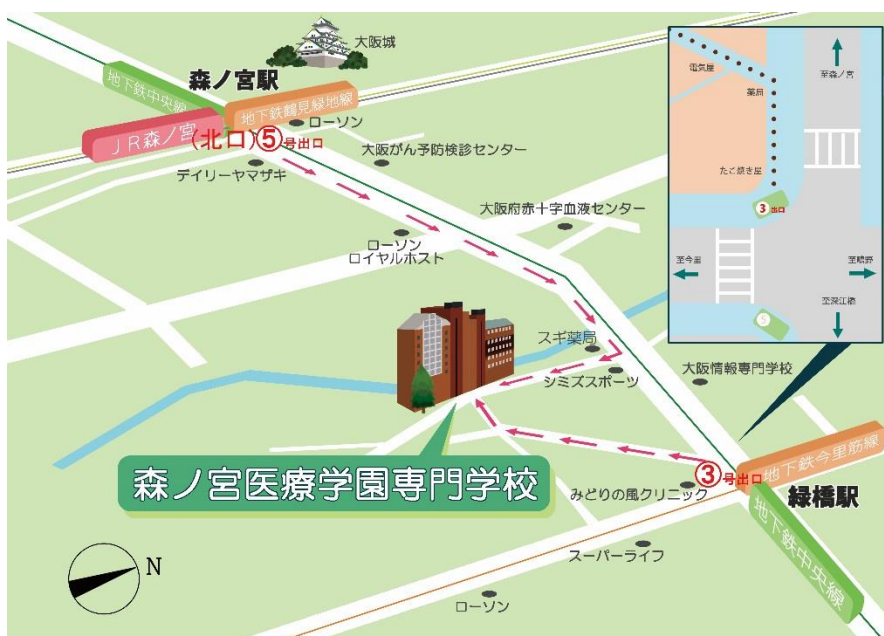 大阪城
森ノ宮駅
地下鉄中央線
地下鉄鶴見緑地線
ローソン
JR森ノ宮
(北口)⑤号出口
大阪がん予防検診センター
デイリーヤマザキ
大阪府赤十字血液センター
ローソン
ロイヤルホスト
スギ薬局
シミズスポーツ
大阪情報専門学校
森ノ宮医療学園専門学校
③号出口
地下鉄今里筋線
みどりの風クリニック
緑橋駅
地下鉄中央線
スーパーライフ
ローソン
N
電気屋
薬局
至森ノ宮
たこ焼き屋
3出口
至今里
至鴫野
至深江橋
5